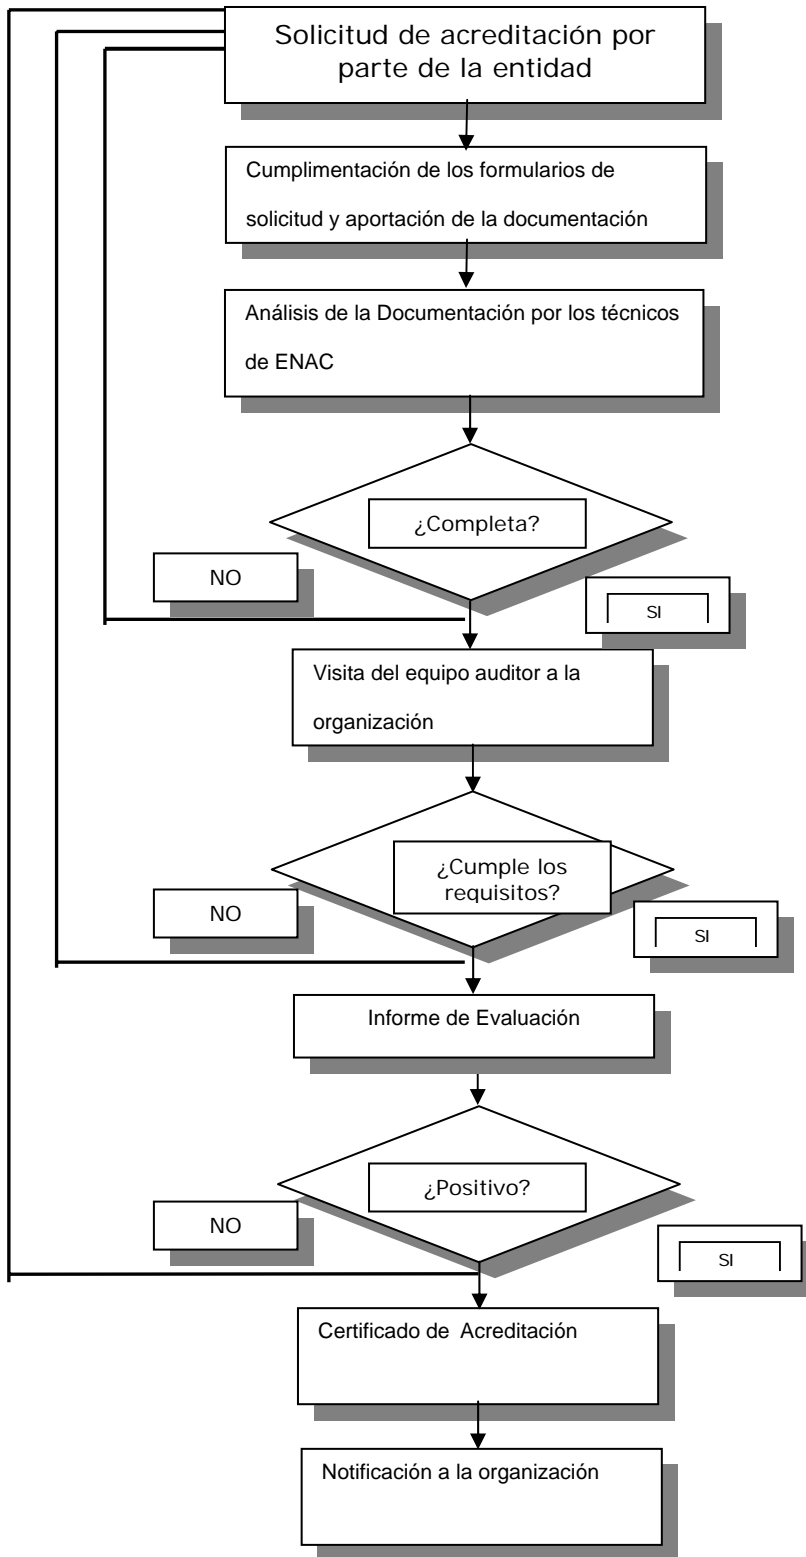 Solicitud de acreditación por
parte de la entidad
Cumplimentación de los formularios de
solicitud y aportación de la documentación
Análisis de la Documentación por los técnicos
de ENAC
¿Completa?
NO
SI
Visita del equipo auditor a la
organización
¿Cumple los
requisitos?
NO
SI
Informe de Evaluación
¿Positivo?
NO
SI
Certificado de Acreditación
Notificación a la organización